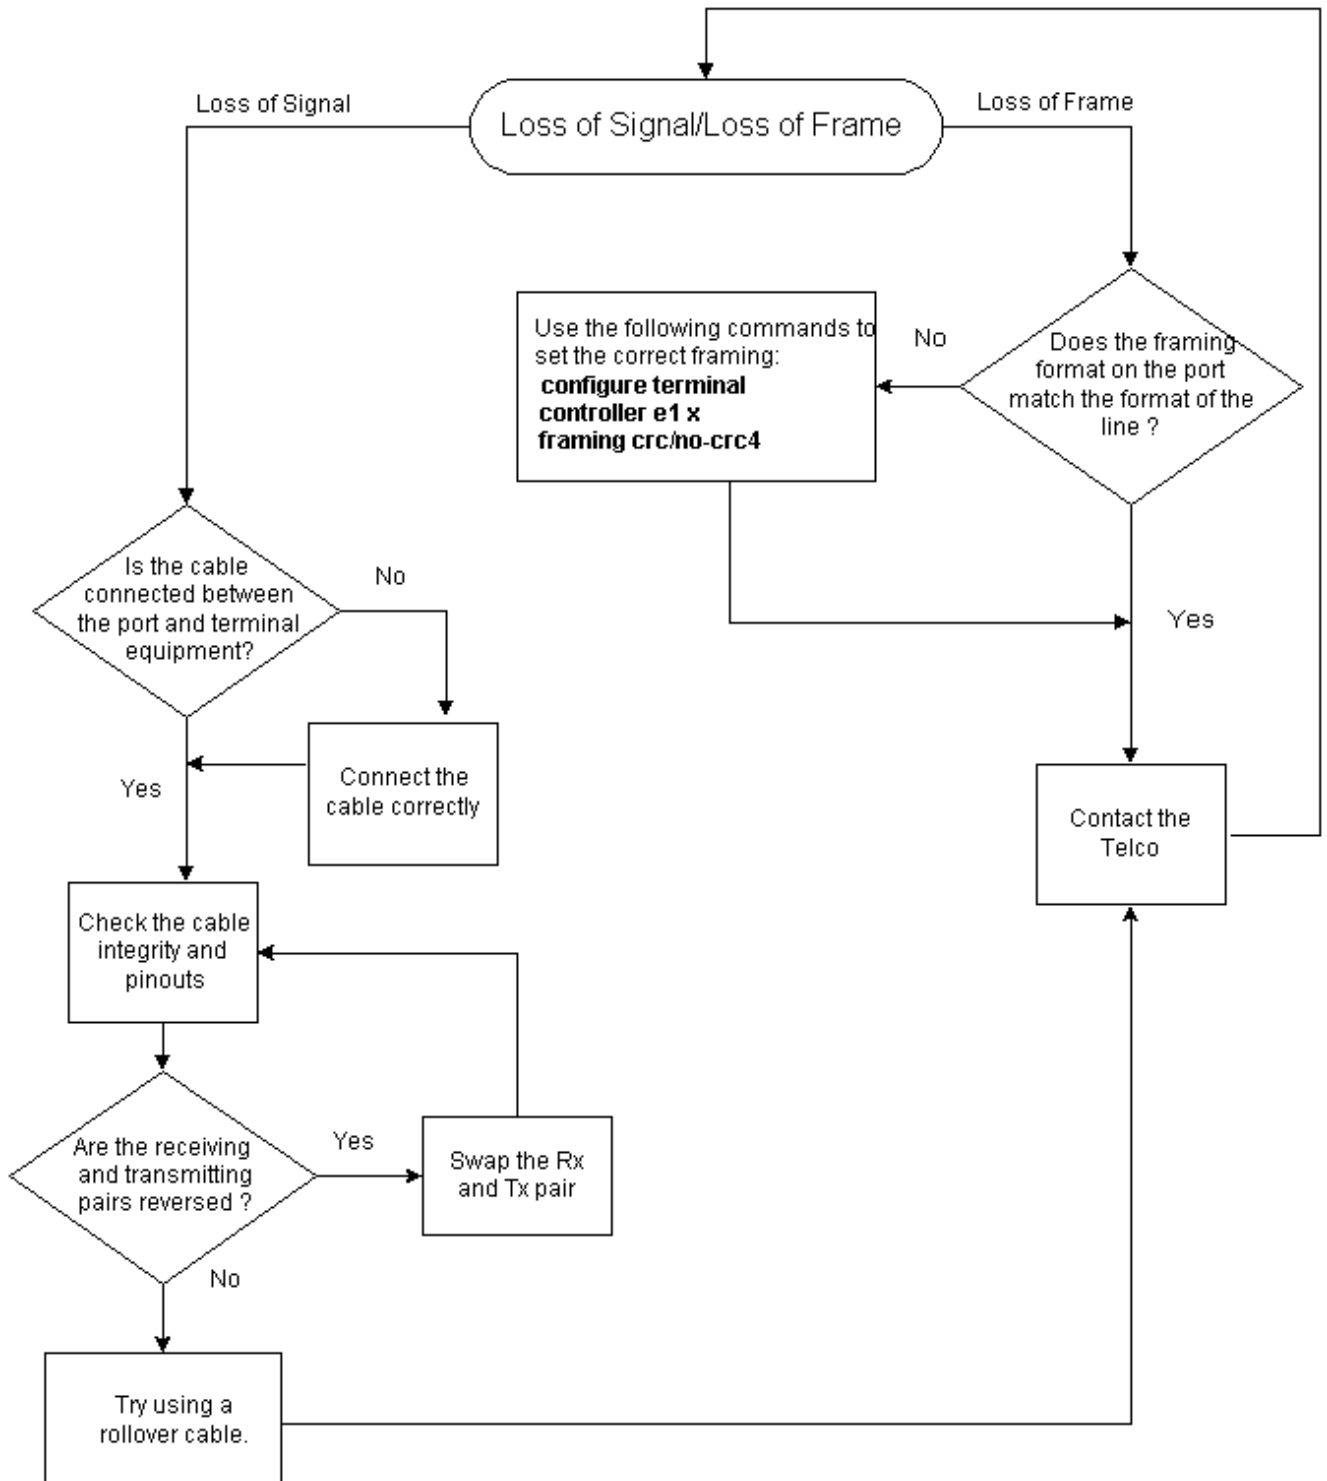 Loss of Signal
Loss of Signal/Loss of Frame
Loss of Frame
Use the following commands to
set the correct framing:
configure terminal
controller e1 x
framing crc/no-crc4
No
Does the framing
format on the port
match the format of the
line ?
Is the cable
connected between
the port and terminal
equipment?
No
Yes
Yes
Connect the
cable correctly
Contact the
Telco
Check the cable
integrity and
pinouts
Are the receiving
and transmitting
pairs reversed ?
Yes
Swap the Rx
and Tx pair
No
Try using a
rollover cable.